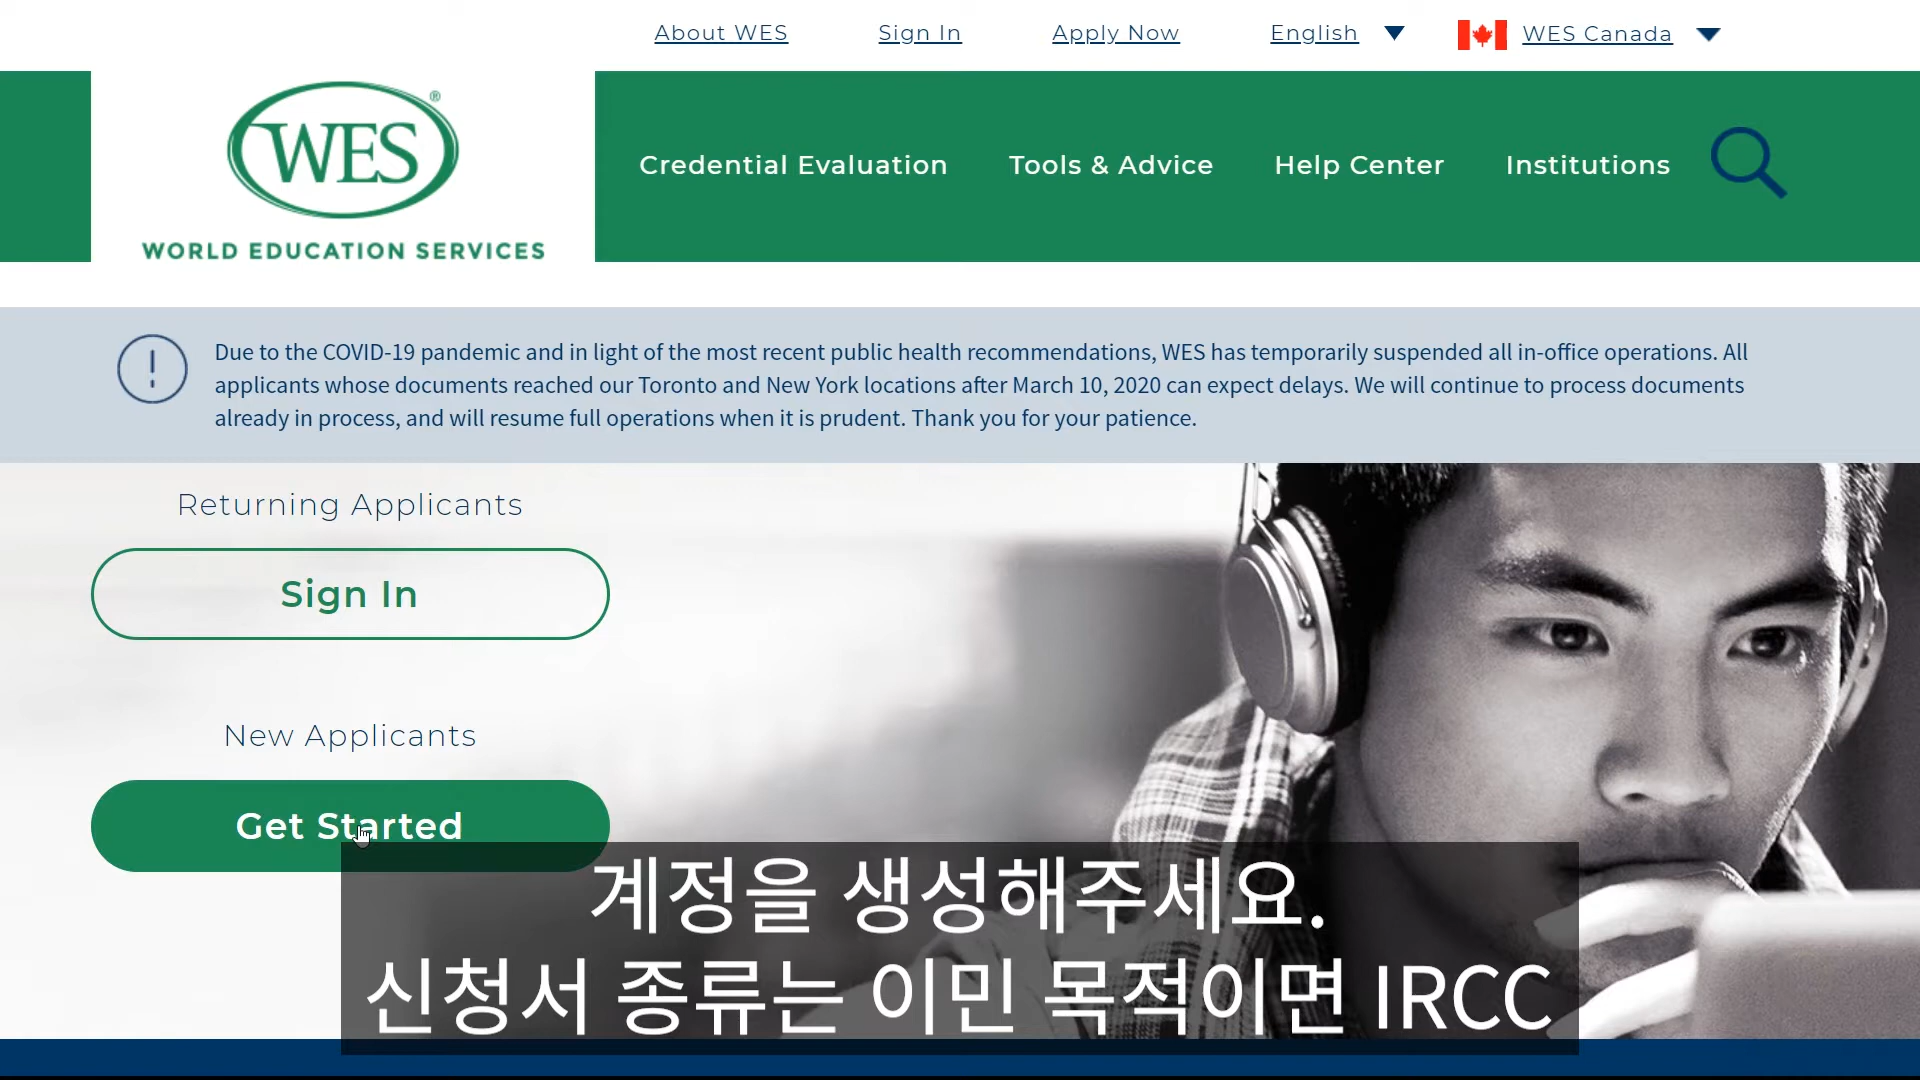 About WES
Sign In
Apply Now
English
WES Canada
WES
®
WORLD EDUCATION SERVICES
Credential Evaluation
Tools & Advice
Help Center
Institutions
Due to the COVID-19 pandemic and in light of the most recent public health recommendations, WES has temporarily suspended all in-office operations. All
applicants whose documents reached our Toronto and New York locations after March 10, 2020 can expect delays. We will continue to process documents
already in process, and will resume full operations when it is prudent. Thank you for your patience.
Returning Applicants
Sign In
New Applicants
Get Started
계정을 생성해주세요.
신청서 종류는 이민 목적이면 IRCC